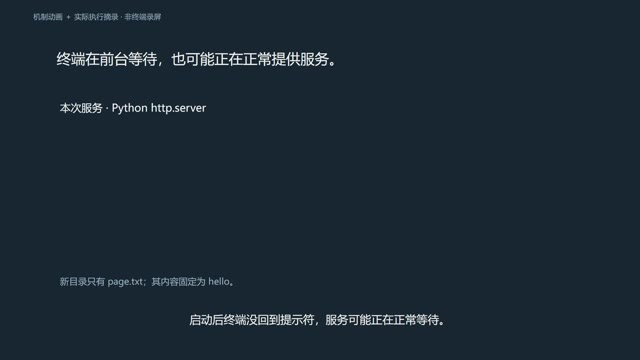 机制动画 + 实际执行摘录 · 非终端录屏
终端在前台等待，也可能正在正常提供服务。
本次服务 · Python http.server
新目录只有 page.txt；其内容固定为 hello。
启动后终端没回到提示符，服务可能正在正常等待。